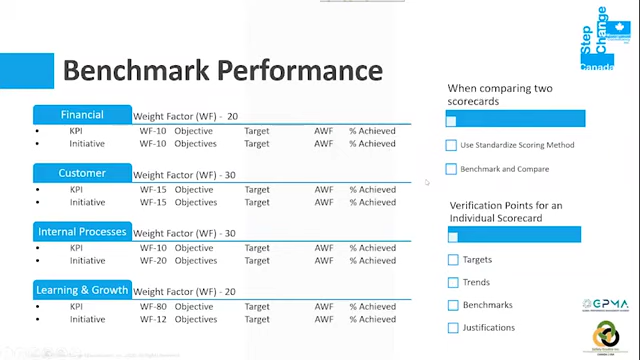 Step Change
Canada
Benchmark Performance
Financial Weight Factor (WF) - 20
• KPI WF-10 Objective Target AWF % Achieved
• Initiative WF-10 Objectives Target AWF % Achieved
Customer Weight Factor (WF) - 30
• KPI WF-15 Objective Target AWF % Achieved
• Initiative WF-15 Objectives Target AWF % Achieved
Internal Processes Weight Factor (WF) - 30
• KPI WF-10 Objective Target AWF % Achieved
• Initiative WF-20 Objectives Target AWF % Achieved
Learning & Growth Weight Factor (WF) - 20
• KPI WF-80 Objective Target AWF % Achieved
• Initiative WF-12 Objectives Target AWF % Achieved
When comparing two
scorecards
Use Standardize Scoring Method
Benchmark and Compare
Verification Points for an
Individual Scorecard
Targets
Trends
Benchmarks
Justifications
GPMA